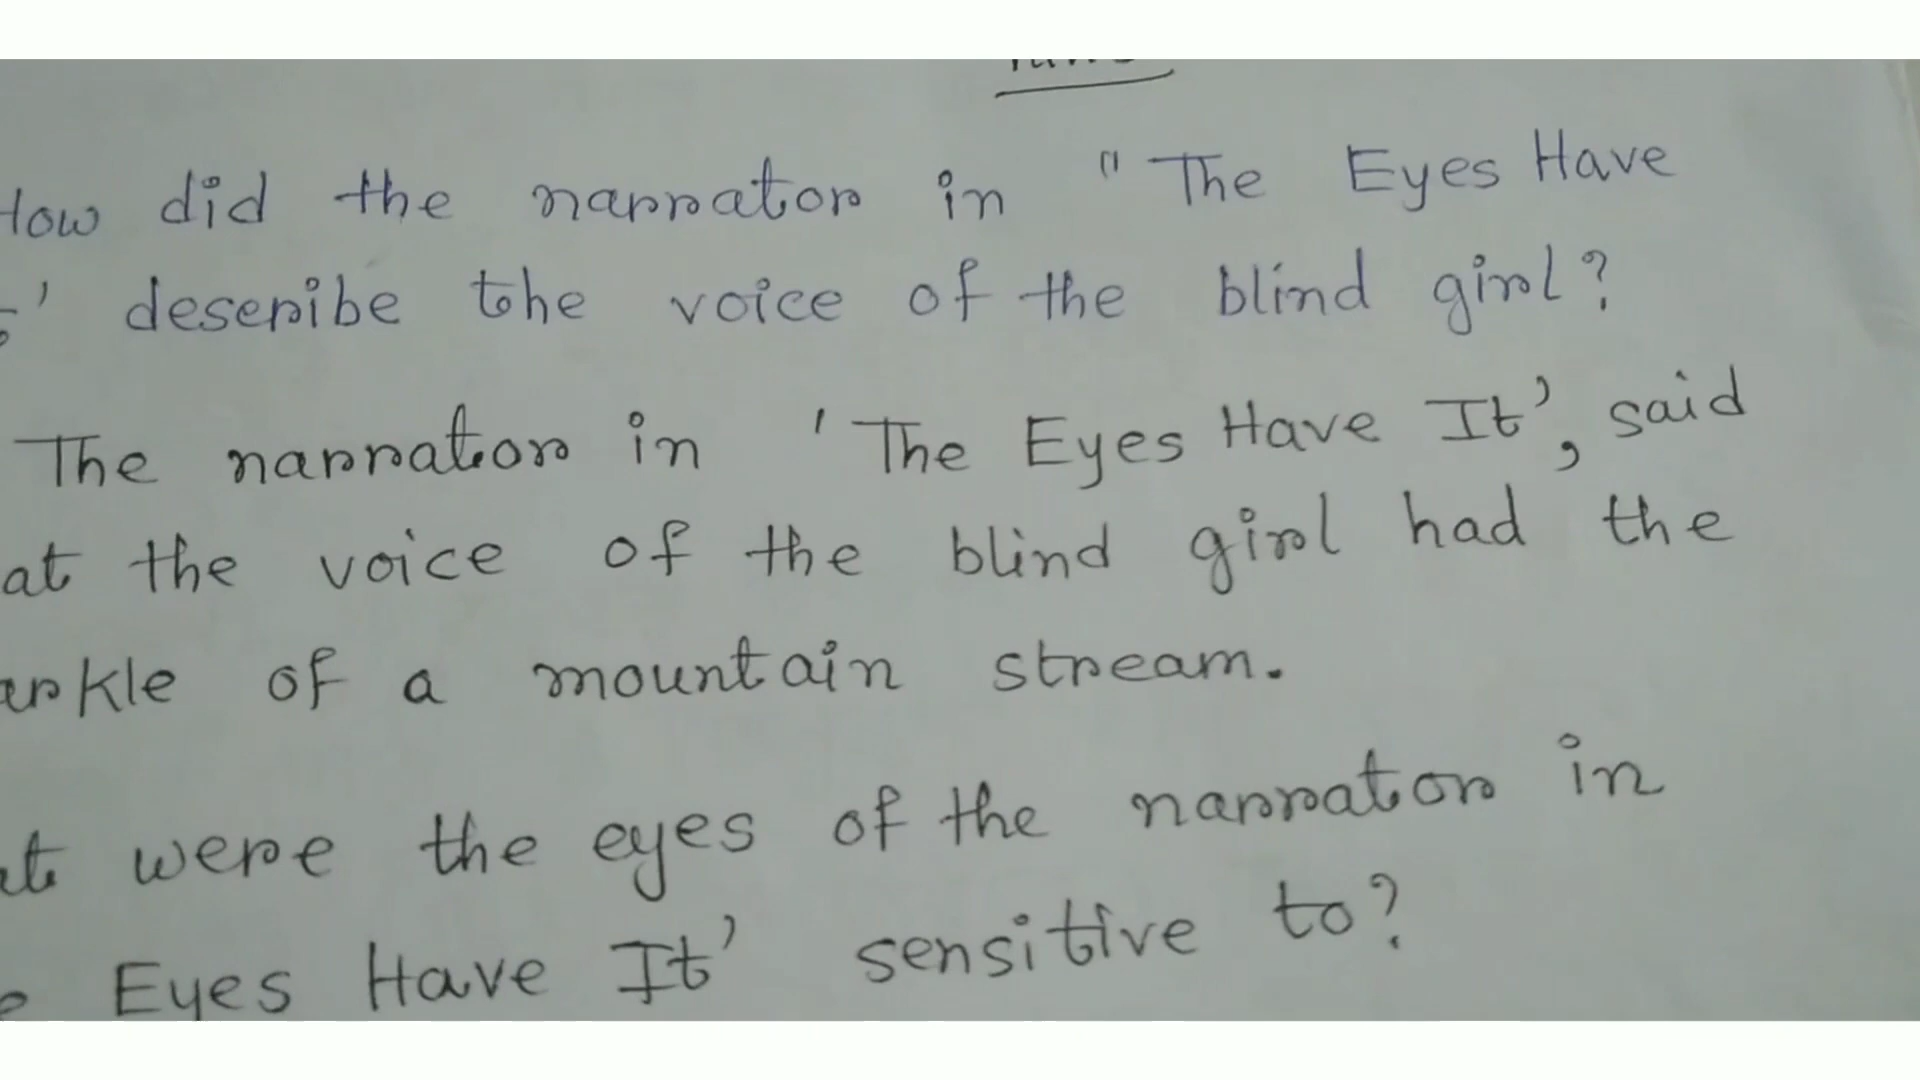 How did the narrator in "The Eyes Have
' describe the voice of the blind girl?
The narrator in 'The Eyes Have It', said
at the voice of the blind girl had the
arkle of a mountain stream.
at were the eyes of the narrator in
e Eyes Have It' sensitive to?